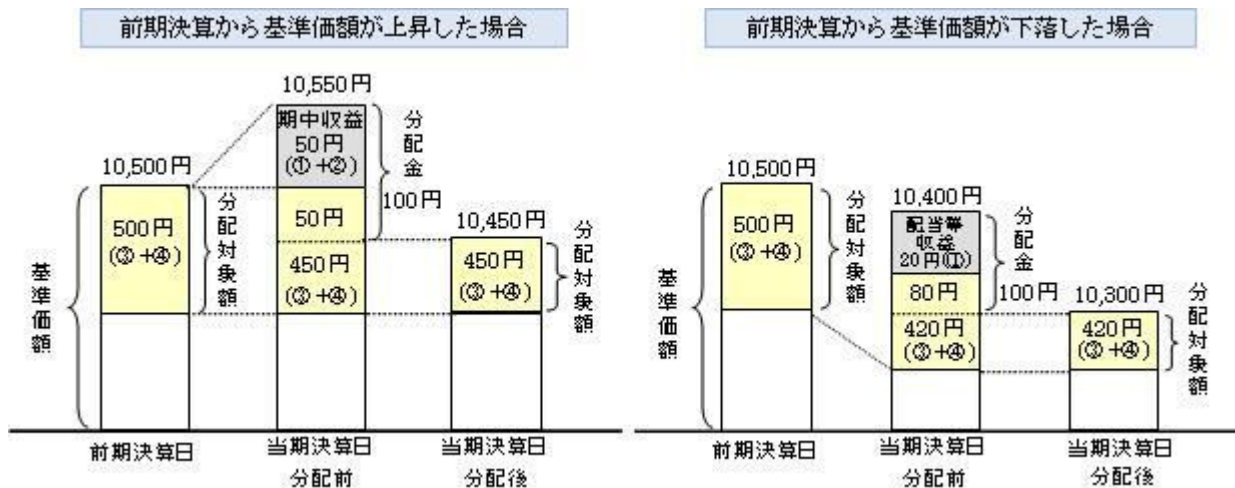 前期決算から基準価額が上昇した場合
10,550円
期中収益
50円
(①+②)
分配金
10,500円
500円
(③+④)
分配対象額
50円
100円
10,450円
450円
(③+④)
450円
(③+④)
分配対象額
基準価額
前期決算日
当期決算日
分配前
当期決算日
分配後
前期決算から基準価額が下落した場合
10,500円
500円
(③+④)
分配対象額
10,400円
配当等
収益
20円(①)
分配金
80円
100円
10,300円
420円
(③+④)
420円
(③+④)
分配対象額
基準価額
前期決算日
当期決算日
分配前
当期決算日
分配後